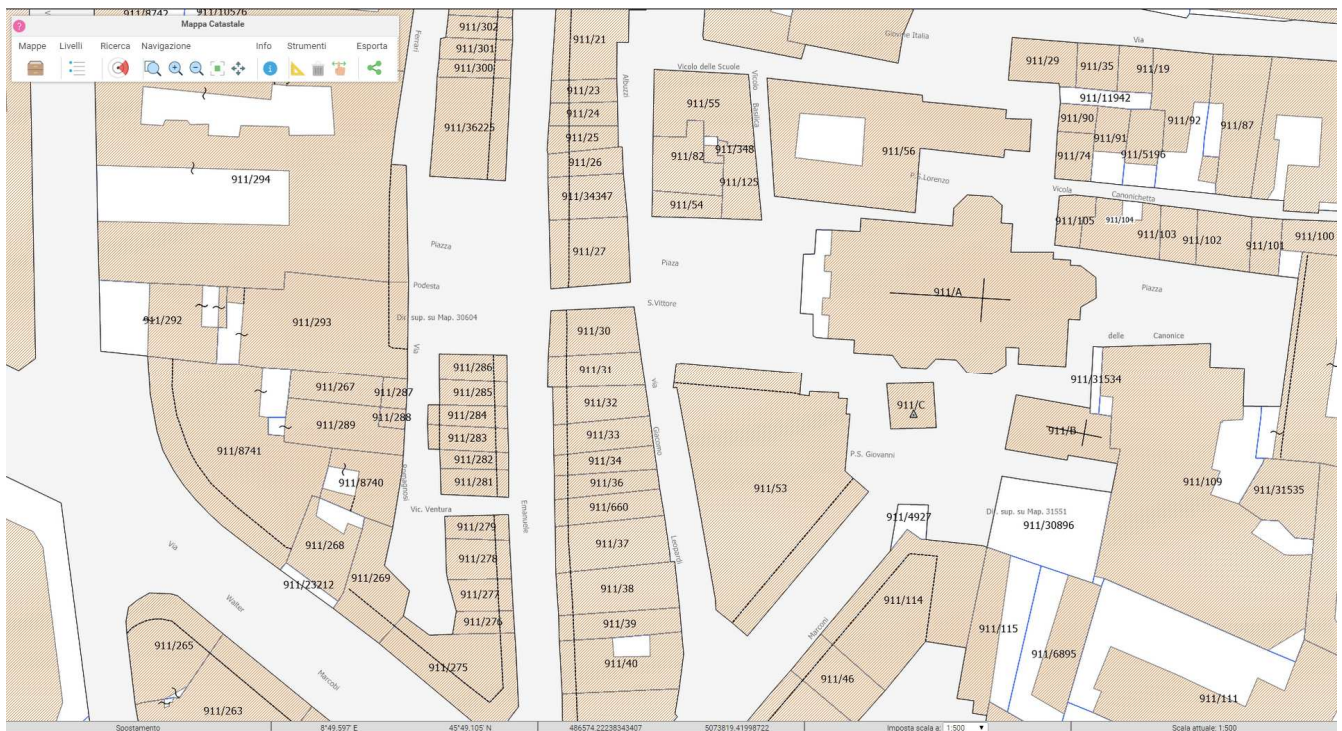 911/8742
911/10576
Mappa Catastale
Mappe Livelli Ricerca Navigazione Info Strumenti Esporta
911/302
911/301
911/300
Ferrari
911/36225
911/21
911/23
911/24
911/25
911/26
911/34347
911/27
Albuzzi
Vicolo delle Scuole
Vicolo
Basilica
911/55
911/82
911/348
911/125
911/54
Giovine Italia
911/56
P.S.Lorenzo
Via
911/29
911/35
911/19
911/11942
911/90
911/91
911/92
911/87
911/74
911/5196
Vicola
Canonichetta
911/105
911/104
911/103
911/102
911/101
911/100
911/294
Piazza
Podesta
Piaza
S.Vittore
911/A
Piazza
delle Canonice
911/292
911/293
Dir. sup. su Map. 30604
Via
911/267
911/287
911/288
911/289
911/286
911/285
911/284
911/283
911/282
911/281
911/30
911/31
911/32
911/33
911/34
911/36
911/660
911/37
911/38
911/39
911/40
via
Giacomo
Leopardi
911/31534
911/C
911/B
P.S. Giovanni
911/53
911/109
911/31535
911/8741
911/8740
Romagnosi
Vic. Ventura
Emanuele
911/4927
Dir. sup. su Map. 31551
911/30896
911/279
911/278
911/277
911/276
911/275
911/268
911/269
911/23212
Via
Walter
Marcobi
911/265
911/263
Marconi
911/114
911/46
911/115
911/6895
911/111
Spostamento 8°49.597' E 45°49.105' N 486574.22238343407 5073819.41998722 Imposta scala a: 1:500 Scala attuale: 1:500